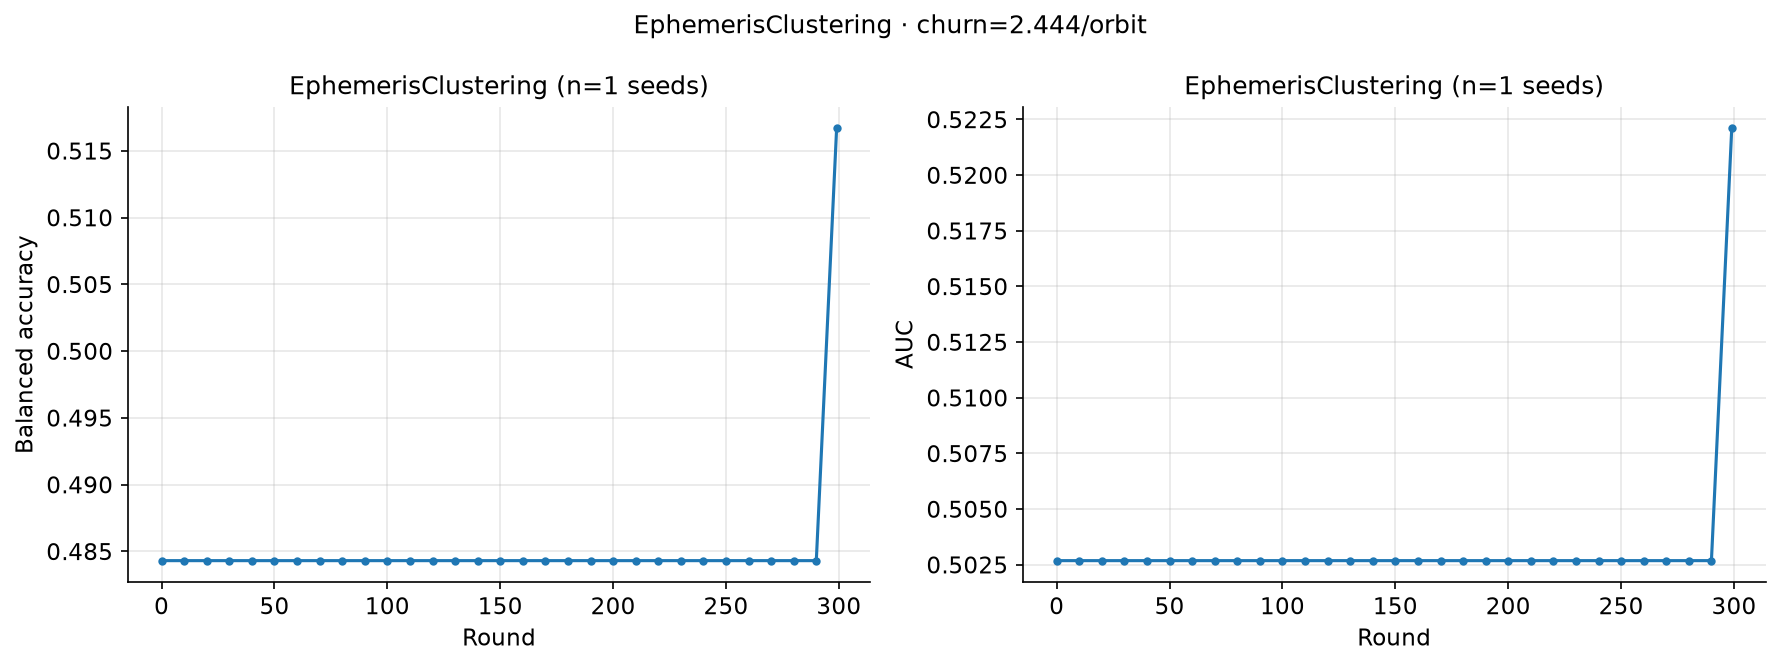 EphemerisClustering · churn=2.444/orbit
EphemerisClustering (n=1 seeds)
Balanced accuracy
0.515
0.510
0.505
0.500
0.495
0.490
0.485
0 50 100 150 200 250 300
Round
EphemerisClustering (n=1 seeds)
AUC
0.5225
0.5200
0.5175
0.5150
0.5125
0.5100
0.5075
0.5050
0.5025
0 50 100 150 200 250 300
Round